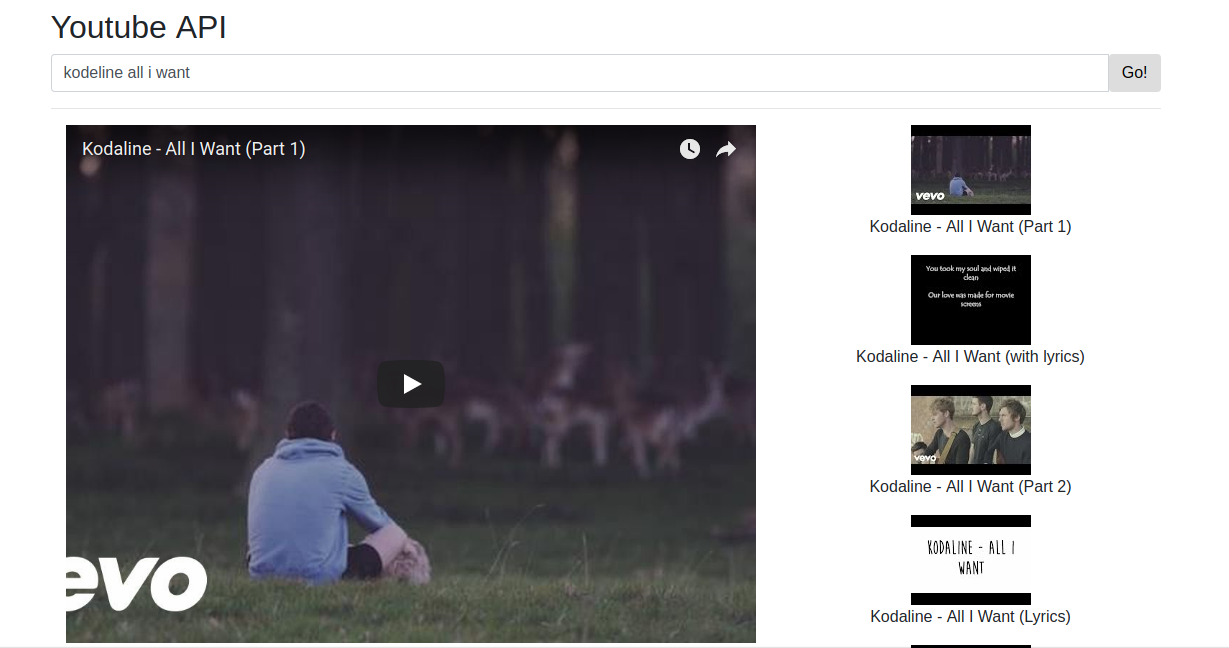 Youtube API
kodeline all i want
Go!
Kodaline - All I Want (Part 1)
evo
vevo
Kodaline - All I Want (Part 1)
You took my soul and wiped it
clean
Our love was made for movie
screens
Kodaline - All I Want (with lyrics)
vevo
Kodaline - All I Want (Part 2)
KODALINE - ALL I
WANT
Kodaline - All I Want (Lyrics)